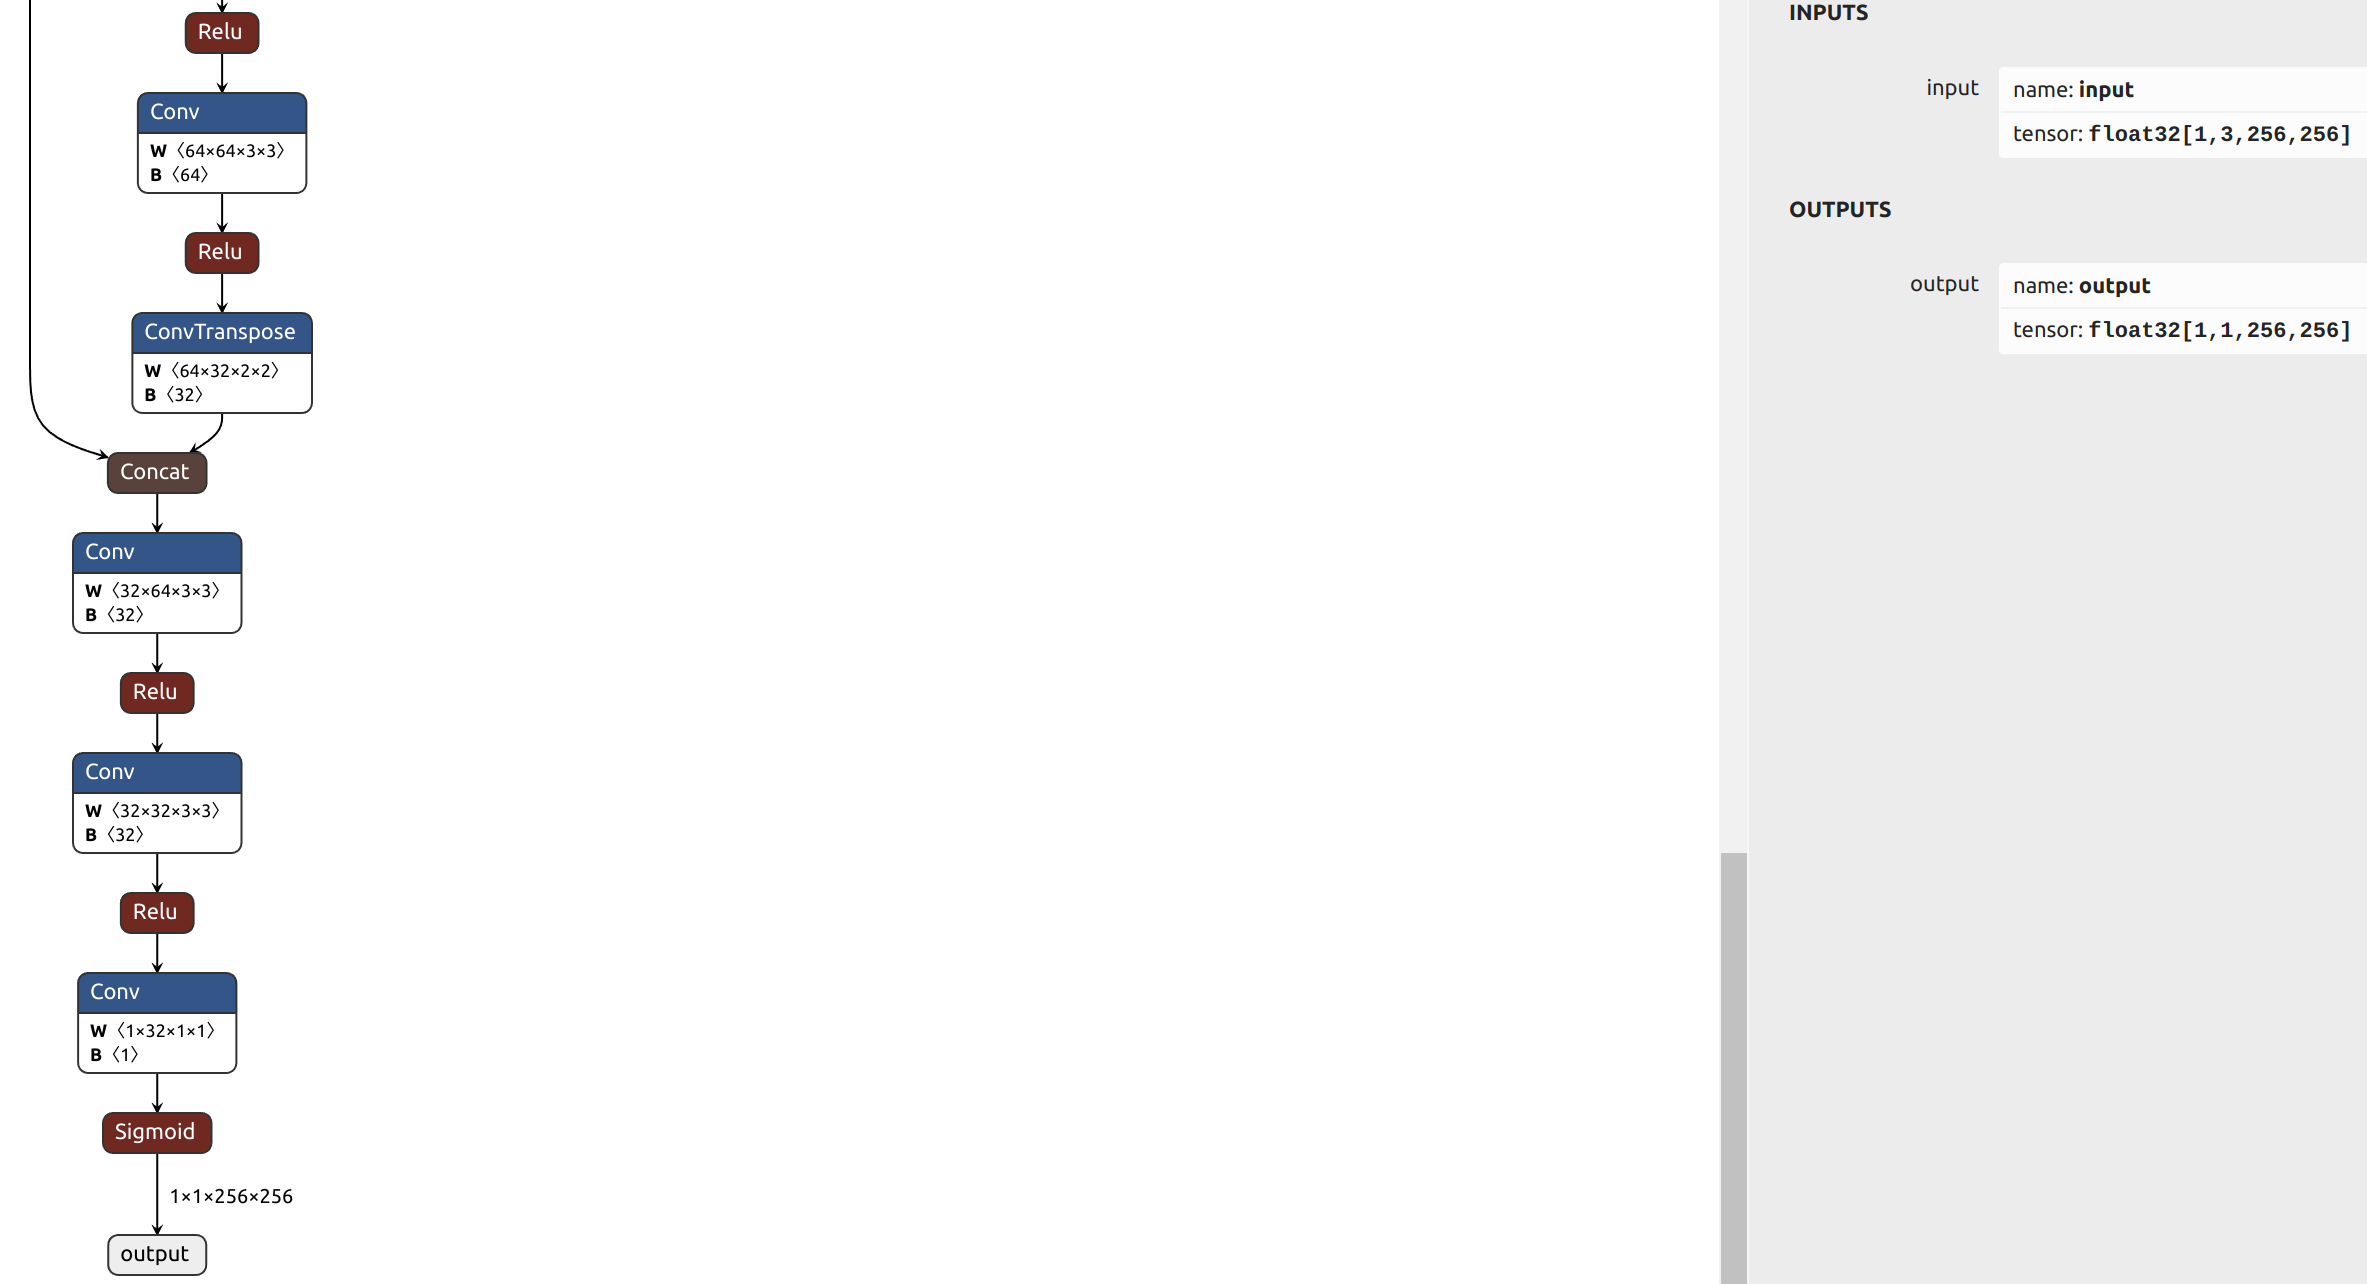 Relu
Conv
W 〈64×64×3×3〉
B 〈64〉
Relu
ConvTranspose
W 〈64×32×2×2〉
B 〈32〉
Concat
Conv
W 〈32×64×3×3〉
B 〈32〉
Relu
Conv
W 〈32×32×3×3〉
B 〈32〉
Relu
Conv
W 〈1×32×1×1〉
B 〈1〉
Sigmoid
1×1×256×256
output
INPUTS
input
name: input
tensor: float32[1,3,256,256]
OUTPUTS
output
name: output
tensor: float32[1,1,256,256]